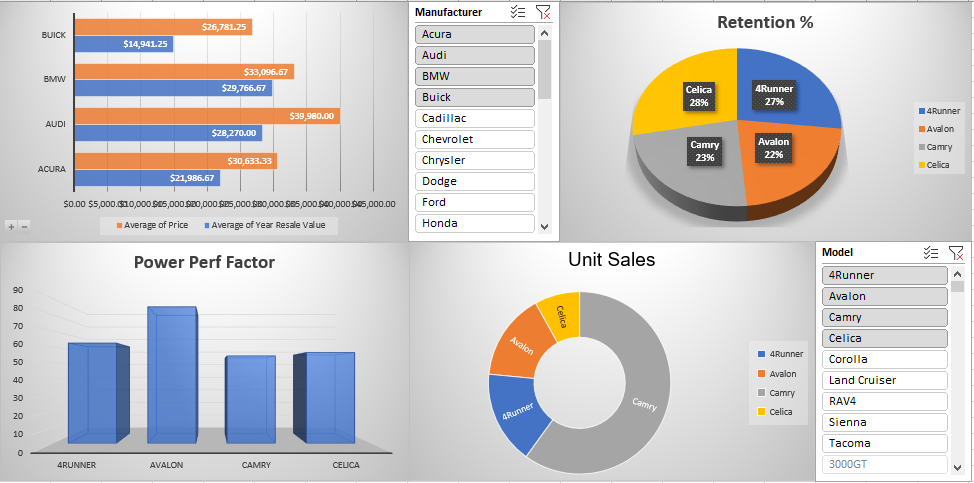 BUICK
$26,781.25
$14,941.25
BMW
$33,096.67
$29,766.67
AUDI
$39,980.00
$28,270.00
ACURA
$30,633.33
$21,986.67
$0.00 $5,000.00 $10,000.00 $15,000.00 $20,000.00 $25,000.00 $30,000.00 $35,000.00 $40,000.00 $45,000.00
Average of Price Average of Year Resale Value
+ −
Manufacturer
Acura
Audi
BMW
Buick
Cadillac
Chevrolet
Chrysler
Dodge
Ford
Honda
Retention %
Celica
28%
4Runner
27%
Camry
23%
Avalon
22%
4Runner
Avalon
Camry
Celica
Power Perf Factor
90
80
70
60
50
40
30
20
10
0
4RUNNER AVALON CAMRY CELICA
Unit Sales
Celica
Avalon
4Runner
Camry
4Runner
Avalon
Camry
Celica
Model
4Runner
Avalon
Camry
Celica
Corolla
Land Cruiser
RAV4
Sienna
Tacoma
3000GT